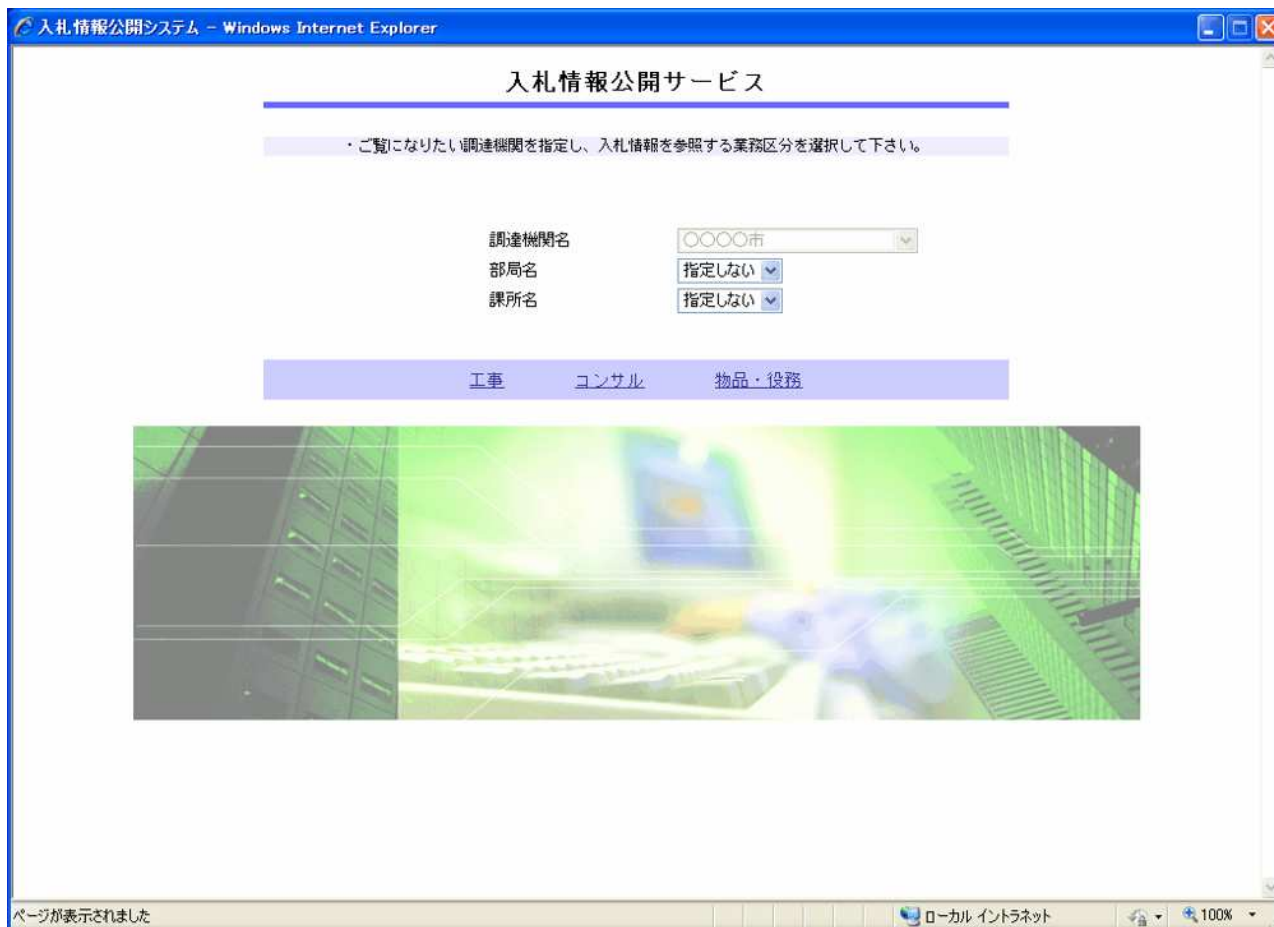 入札情報公開システム - Windows Internet Explorer
入札情報公開サービス
・ご覧になりたい調達機関を指定し、入札情報を参照する業務区分を選択して下さい。
調達機関名 ○○○○市
部局名 指定しない
課所名 指定しない
工事 コンサル 物品・役務
ページが表示されました ローカル イントラネット 100%